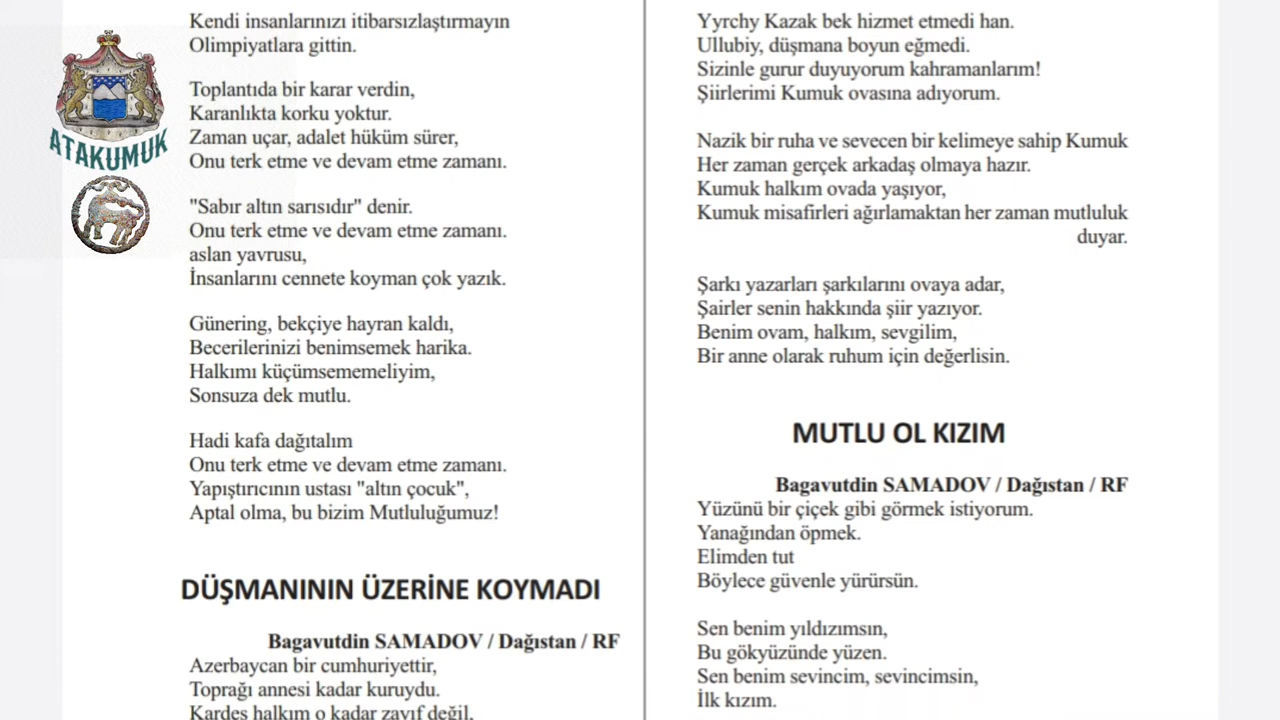 ATAKUMUK
Kendi insanlarınızı itibarsızlaştırmayın
Olimpiyatlara gittin.
Toplantıda bir karar verdin,
Karanlıkta korku yoktur.
Zaman uçar, adalet hüküm sürer,
Onu terk etme ve devam etme zamanı.
"Sabır altın sarısıdır" denir.
Onu terk etme ve devam etme zamanı.
aslan yavrusu,
İnsanlarını cennete koyman çok yazık.
Günering, bekçiye hayran kaldı,
Becerilerinizi benimsemek harika.
Halkımı küçümsememeliyim,
Sonsuza dek mutlu.
Hadi kafa dağıtalım
Onu terk etme ve devam etme zamanı.
Yapıştırıcının ustası "altın çocuk",
Aptal olma, bu bizim Mutluluğumuz!
DÜŞMANININ ÜZERİNE KOYMADI
Bagavutdin SAMADOV / Dağıstan / RF
Azerbaycan bir cumhuriyettir,
Toprağı annesi kadar kuruydu.
Kardeş halkım o kadar zayıf değil,
Yyrchy Kazak bek hizmet etmedi han.
Ullubiy, düşmana boyun eğmedi.
Sizinle gurur duyuyorum kahramanlarım!
Şiirlerimi Kumuk ovasına adıyorum.
Nazik bir ruha ve sevecen bir kelimeye sahip Kumuk
Her zaman gerçek arkadaş olmaya hazır.
Kumuk halkım ovada yaşıyor,
Kumuk misafirleri ağırlamaktan her zaman mutluluk
duyar.
Şarkı yazarları şarkılarını ovaya adar,
Şairler senin hakkında şiir yazıyor.
Benim ovam, halkım, sevgilim,
Bir anne olarak ruhum için değerlisin.
MUTLU OL KIZIM
Bagavutdin SAMADOV / Dağıstan / RF
Yüzünü bir çiçek gibi görmek istiyorum.
Yanağından öpmek.
Elimden tut
Böylece güvenle yürürsün.
Sen benim yıldızımsın,
Bu gökyüzünde yüzen.
Sen benim sevincim, sevincimsin,
İlk kızım.